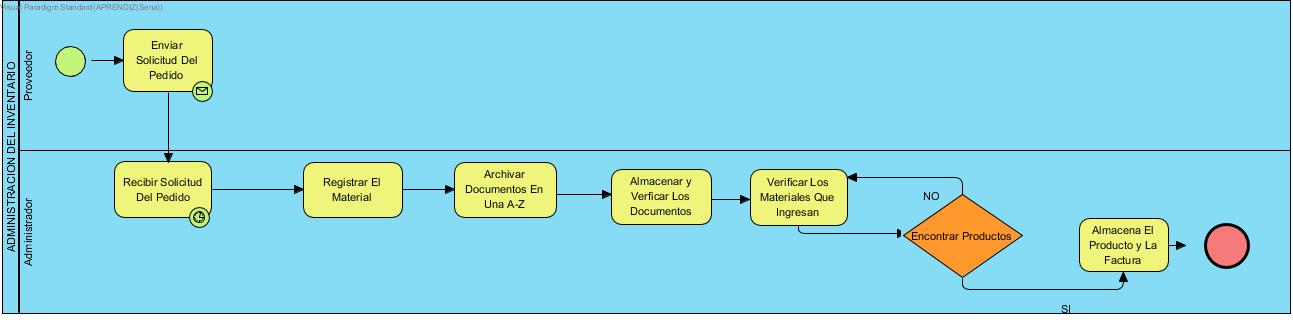 Visual Paradigm Standard(APRENDIZ(Sena))
ADMINISTRACION DEL INVENTARIO
Proveedor
Enviar
Solicitud Del
Pedido
Administrador
Recibir Solicitud
Del Pedido
Registrar El
Material
Archivar
Documentos En
Una A-Z
Almacenar y
Verficar Los
Documentos
Verificar Los
Materiales Que
Ingresan
NO
Encontrar Productos
SI
Almacena El
Producto y La
Factura